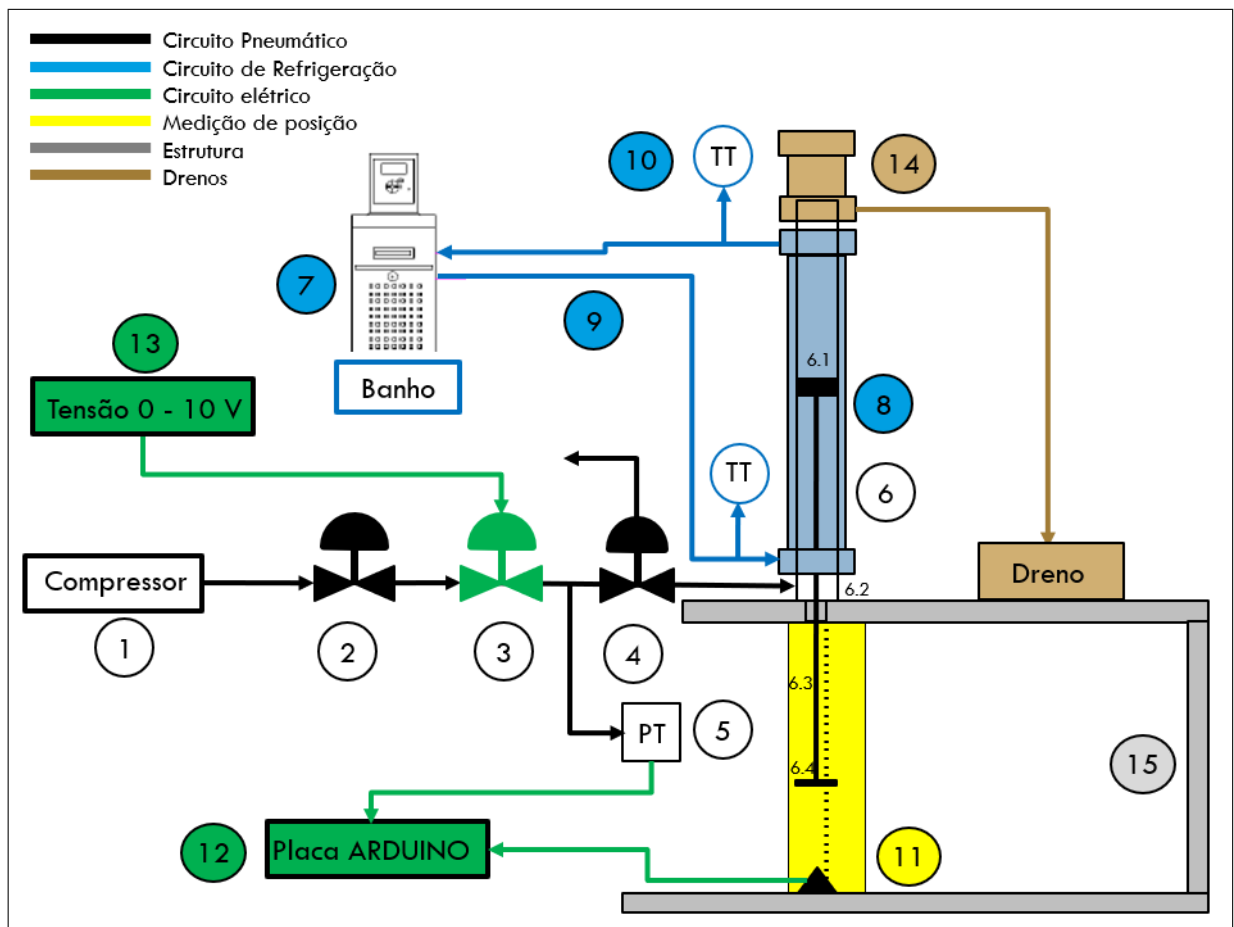 Circuito Pneumático
Circuito de Refrigeração
Circuito elétrico
Medição de posição
Estrutura
Drenos
10
TT
14
7
9
13
Banho
6.1
8
Tensão 0 - 10 V
TT
6
Compressor
Dreno
6.2
1
2
3
4
6.3
PT
5
6.4
15
12
Placa ARDUINO
11